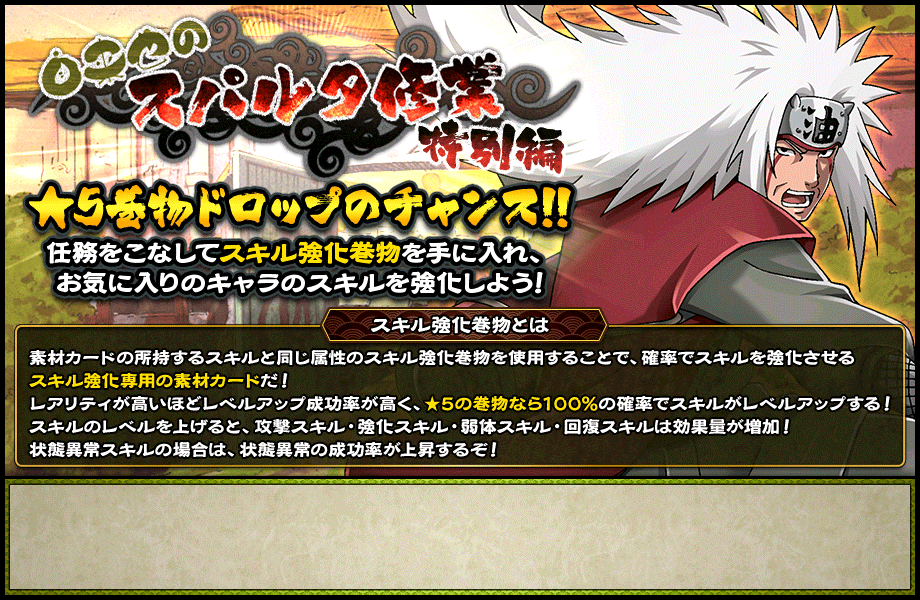 自来也の
スパルタ修業
特別編
油
★5巻物ドロップのチャンス!!
任務をこなしてスキル強化巻物を手に入れ、
お気に入りのキャラのスキルを強化しよう!
スキル強化巻物とは
素材カードの所持するスキルと同じ属性のスキル強化巻物を使用することで、確率でスキルを強化させる
スキル強化専用の素材カードだ!
レアリティが高いほどレベルアップ成功率が高く、★5の巻物なら100%の確率でスキルがレベルアップする!
スキルのレベルを上げると、攻撃スキル・強化スキル・弱体スキル・回復スキルは効果量が増加!
状態異常スキルの場合は、状態異常の成功率が上昇するぞ!